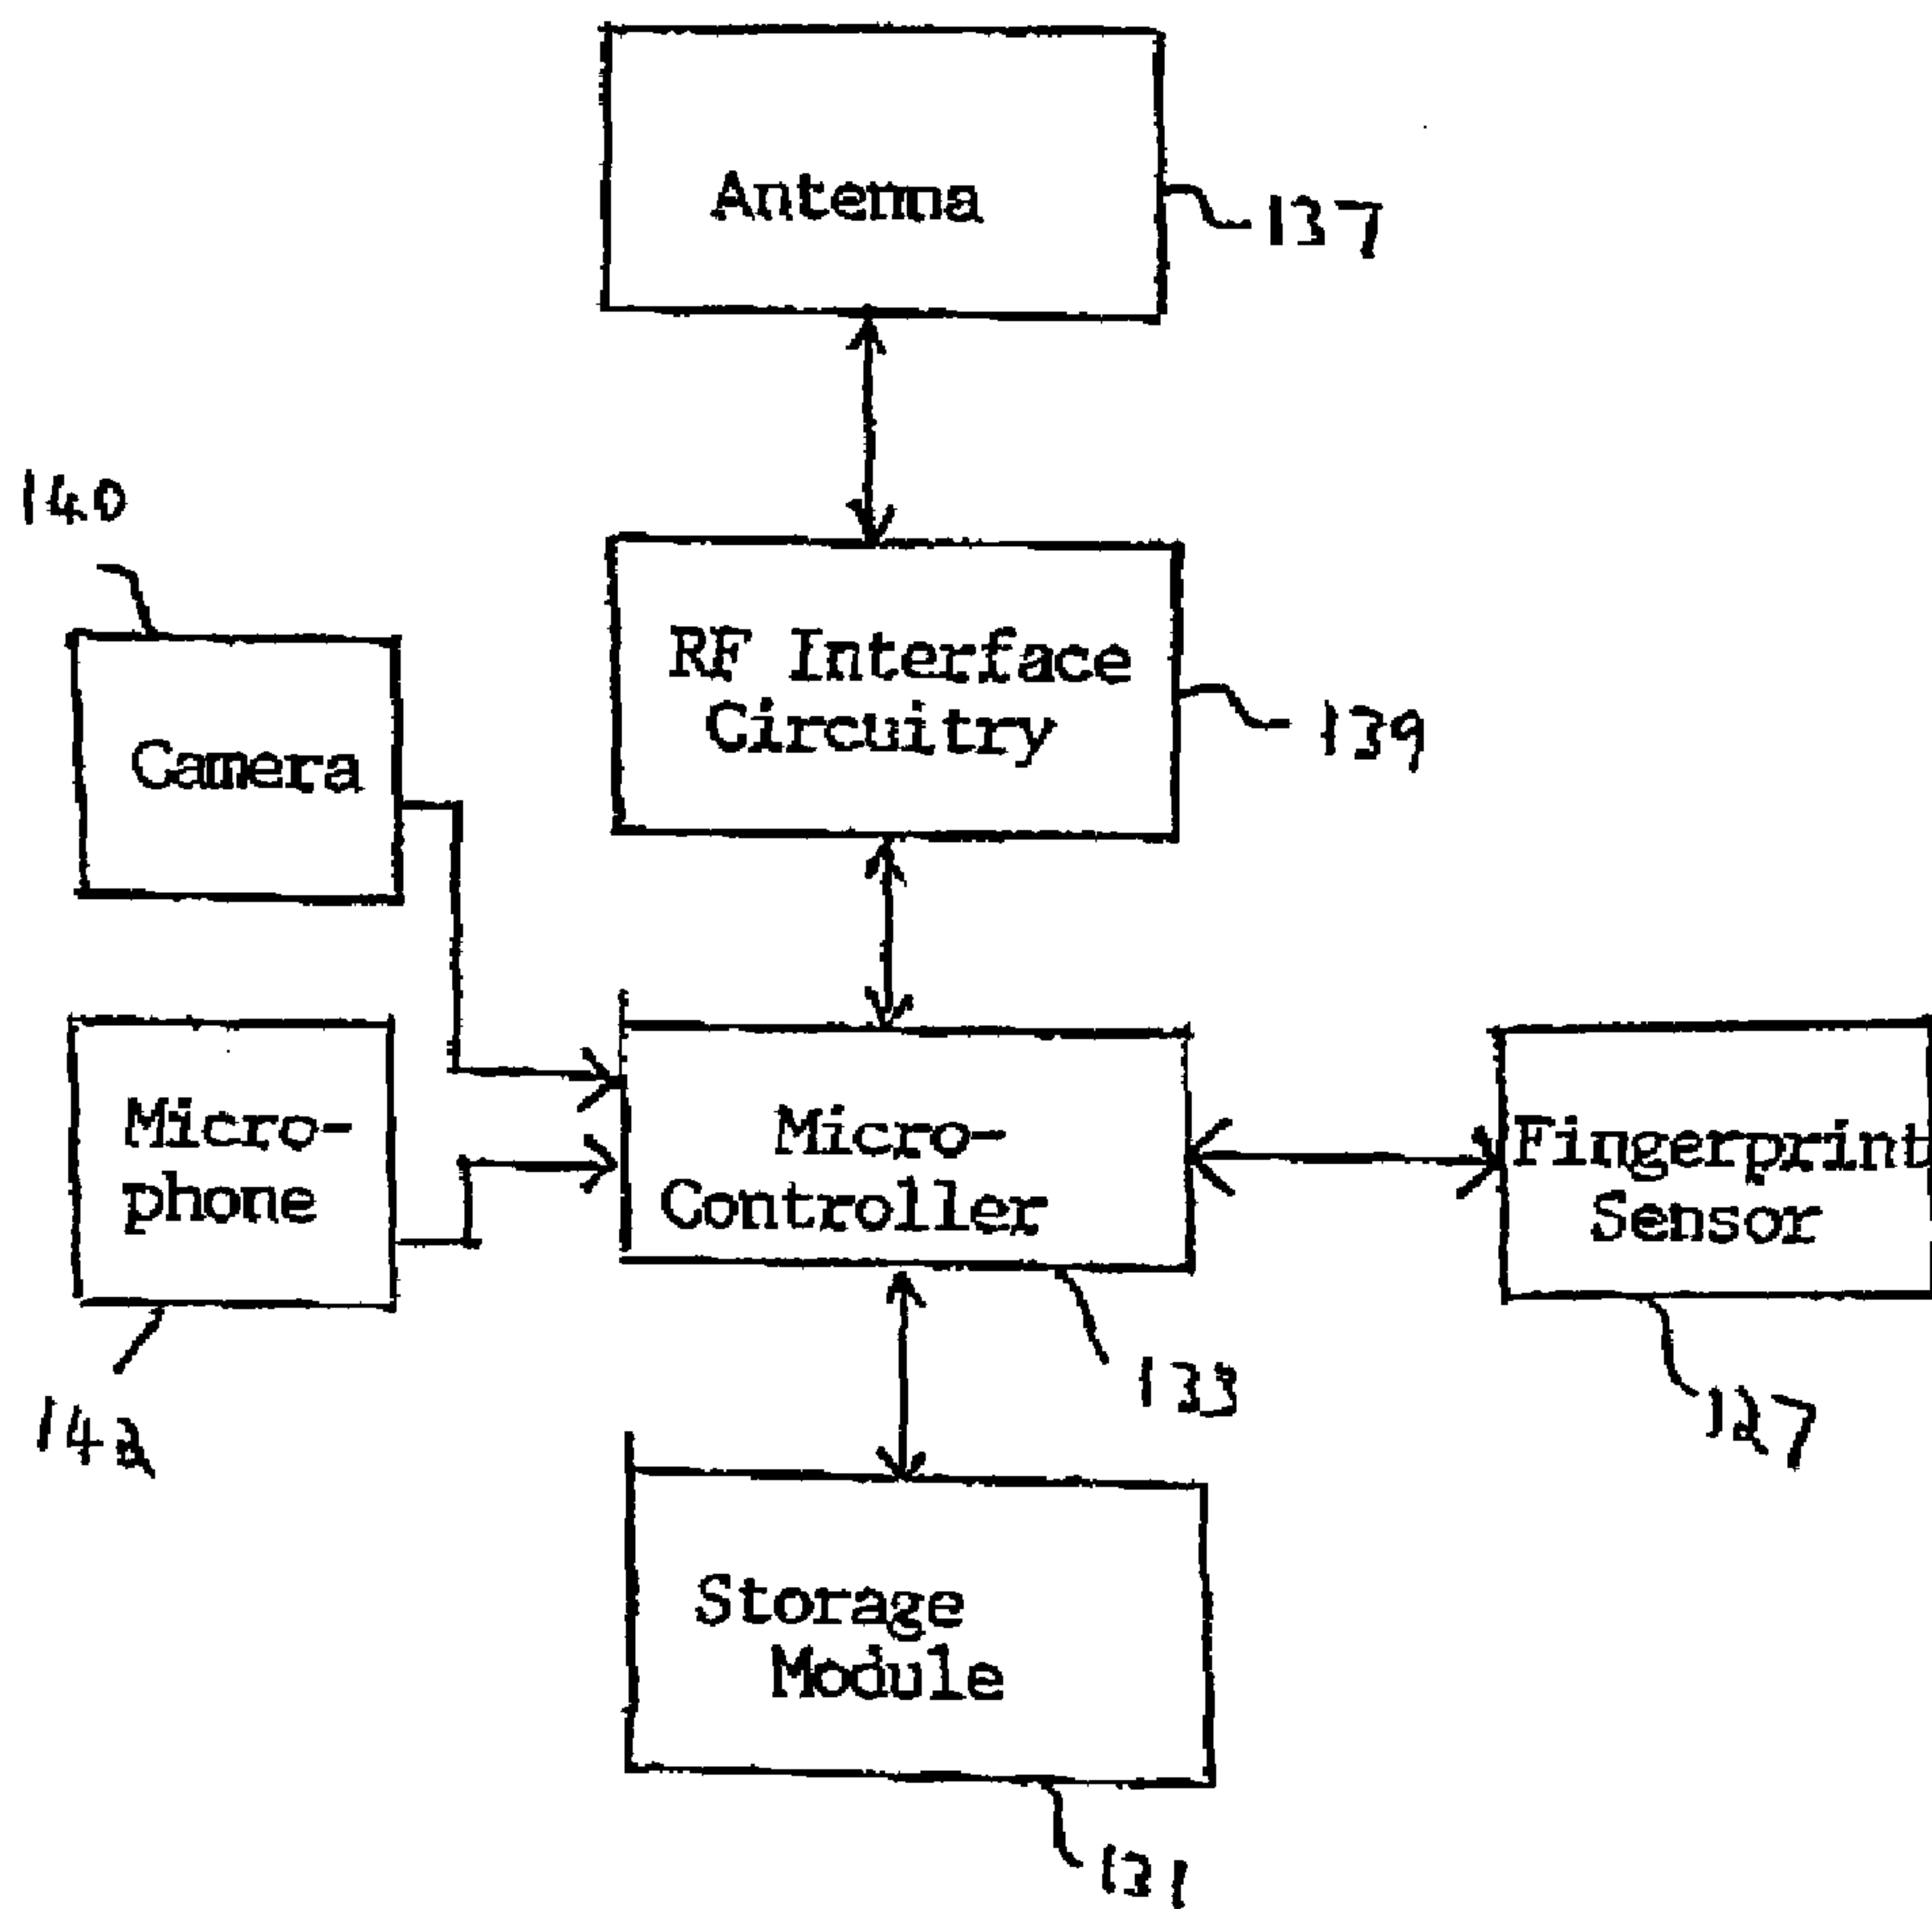 Antenna
137
140
RF Interface
Circuitry
139
Camera
Micro-
phone
Micro-
Controller
Fingerprint
Sensor
133
127
142
Storage
Module
131